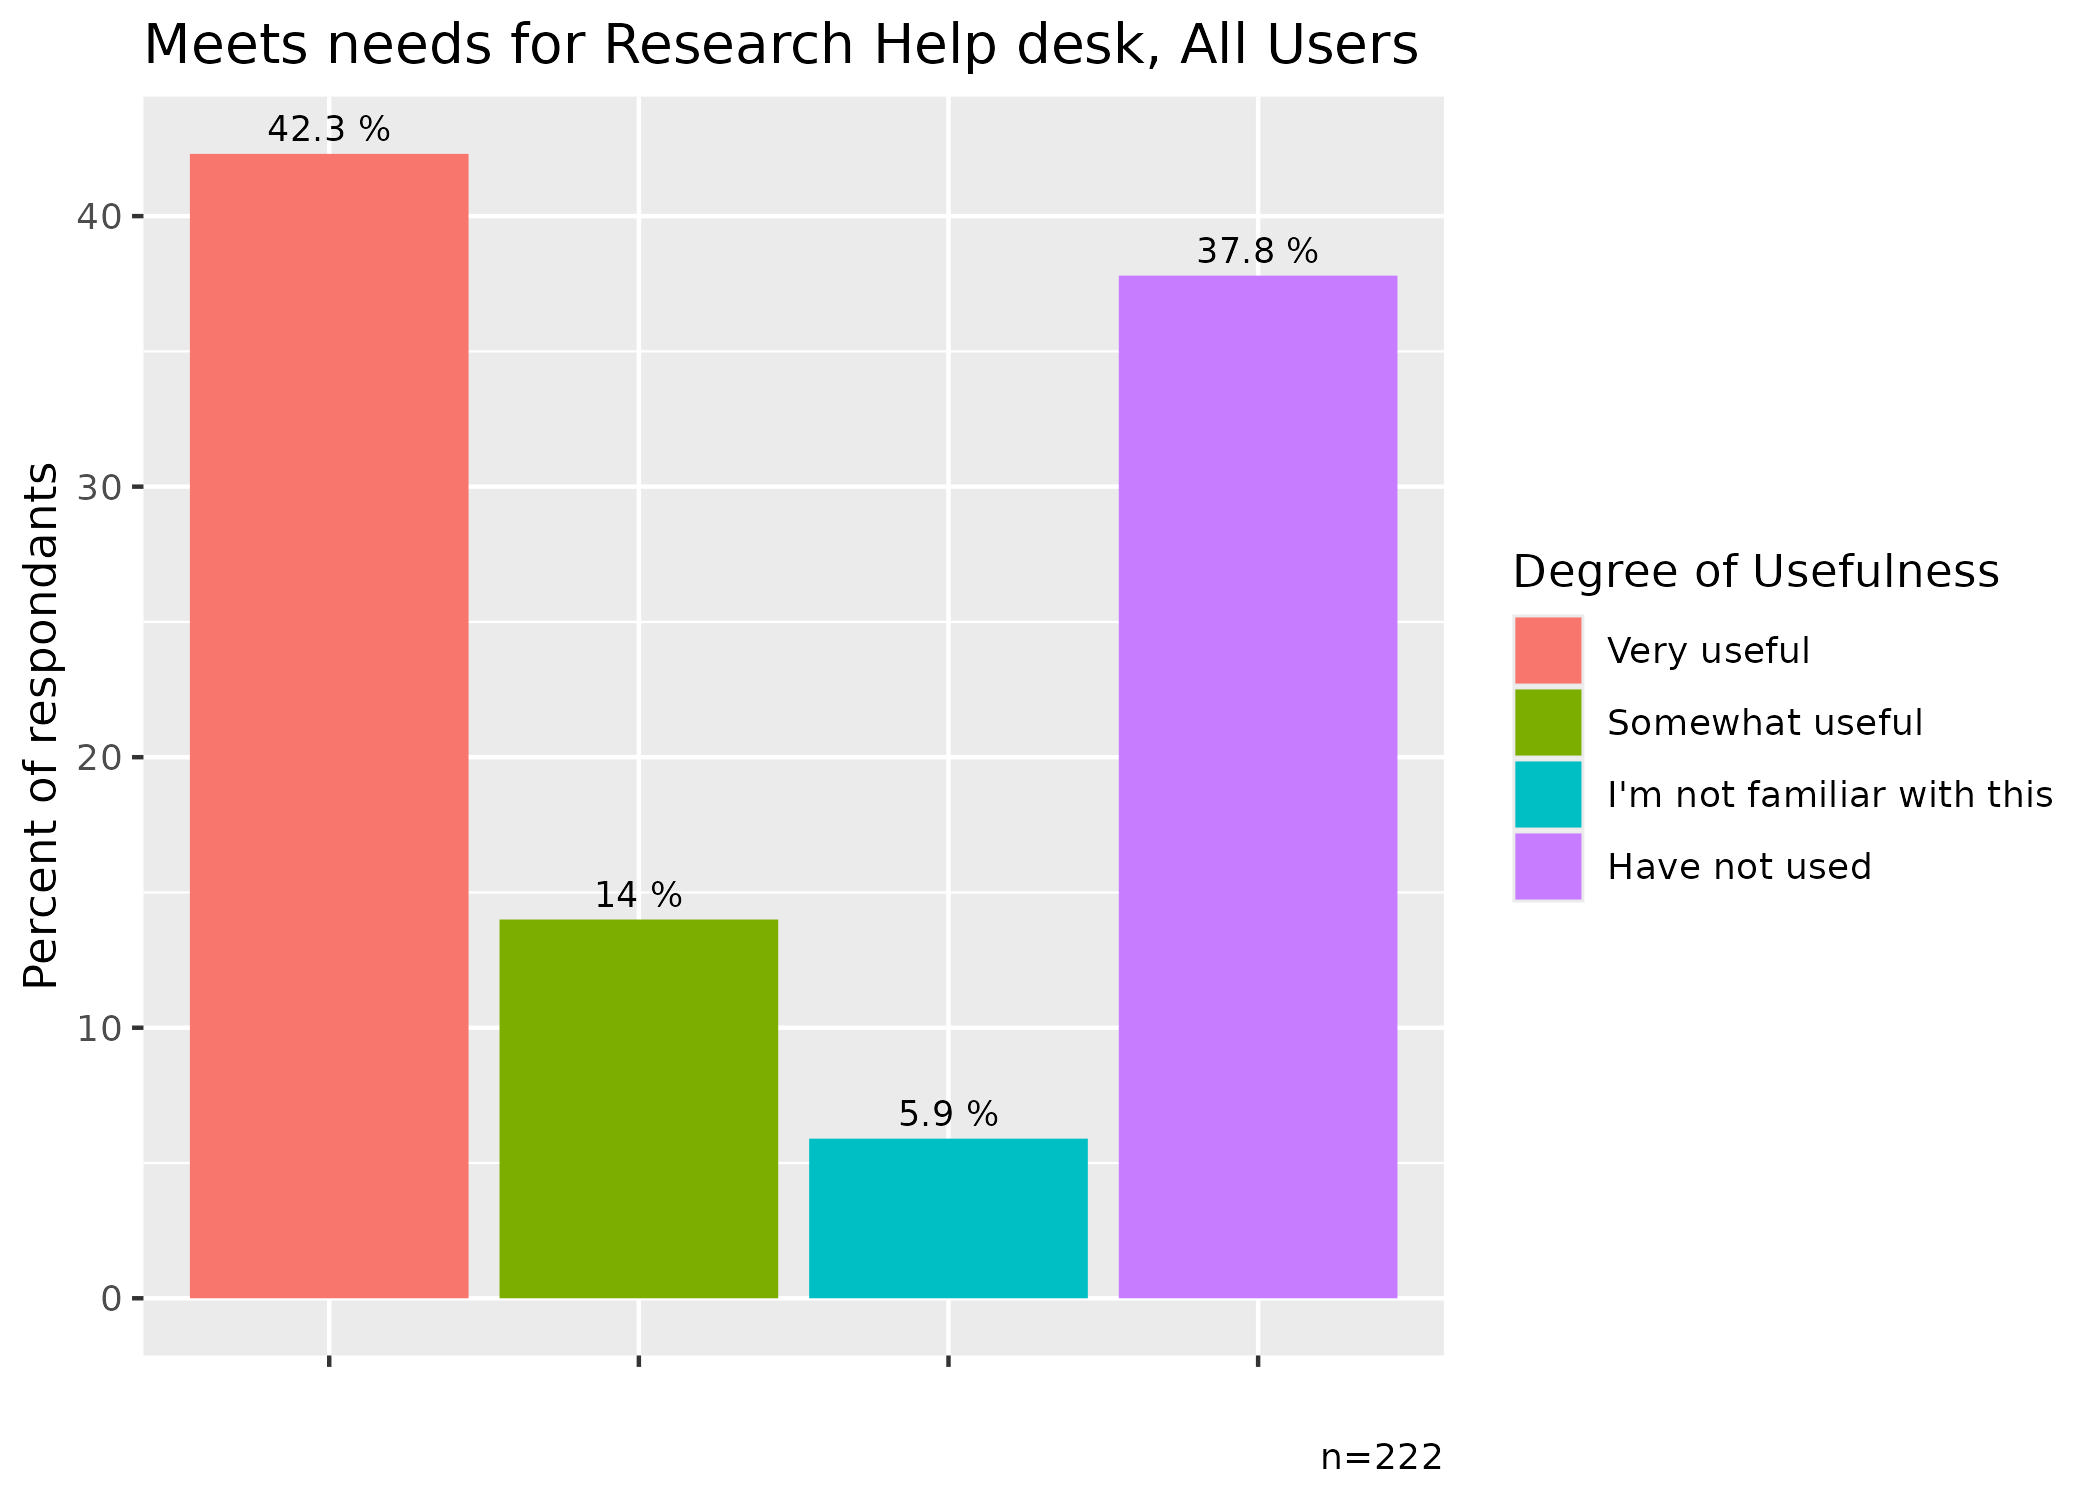 Meets needs for Research Help desk, All Users
Percent of respondants
40
30
20
10
0
42.3 %
14 %
5.9 %
37.8 %
Degree of Usefulness
Very useful
Somewhat useful
I'm not familiar with this
Have not used
n=222